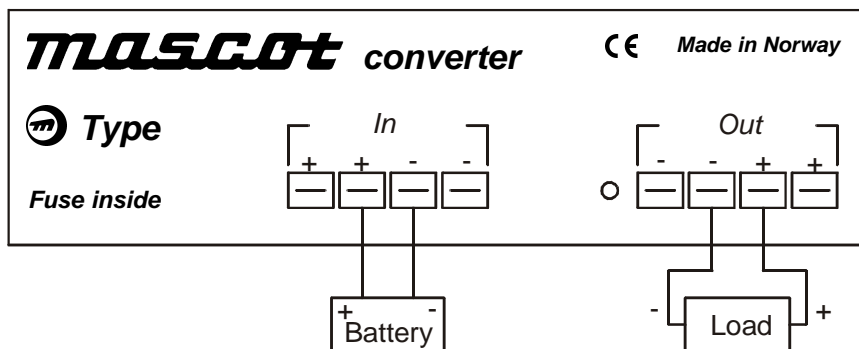 mascot converter CE Made in Norway
m Type In Out
+ + - - - - + +
Fuse inside
+ - - +
Battery Load